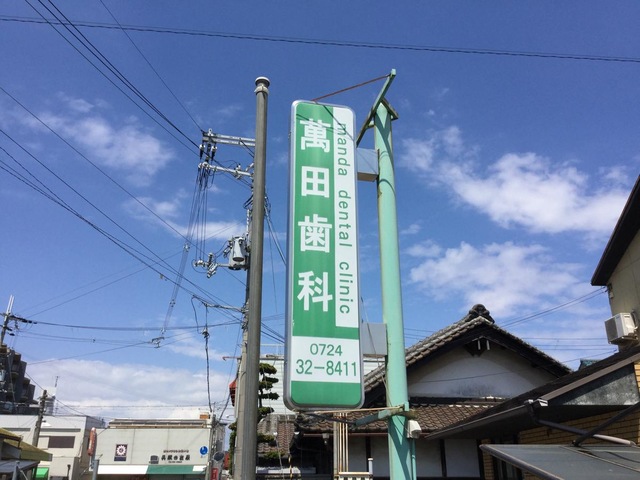 萬田歯科
manda dental clinic
0724
32-8411